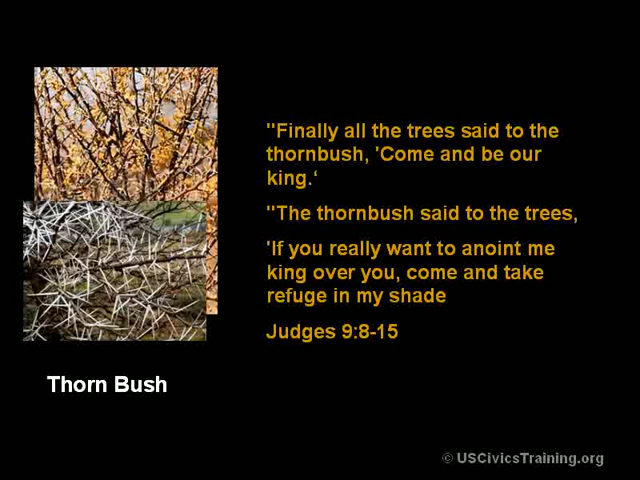 "Finally all the trees said to the
thornbush, 'Come and be our
king.‘
"The thornbush said to the trees,
'If you really want to anoint me
king over you, come and take
refuge in my shade
Judges 9:8-15
Thorn Bush
© USCivicsTraining.org